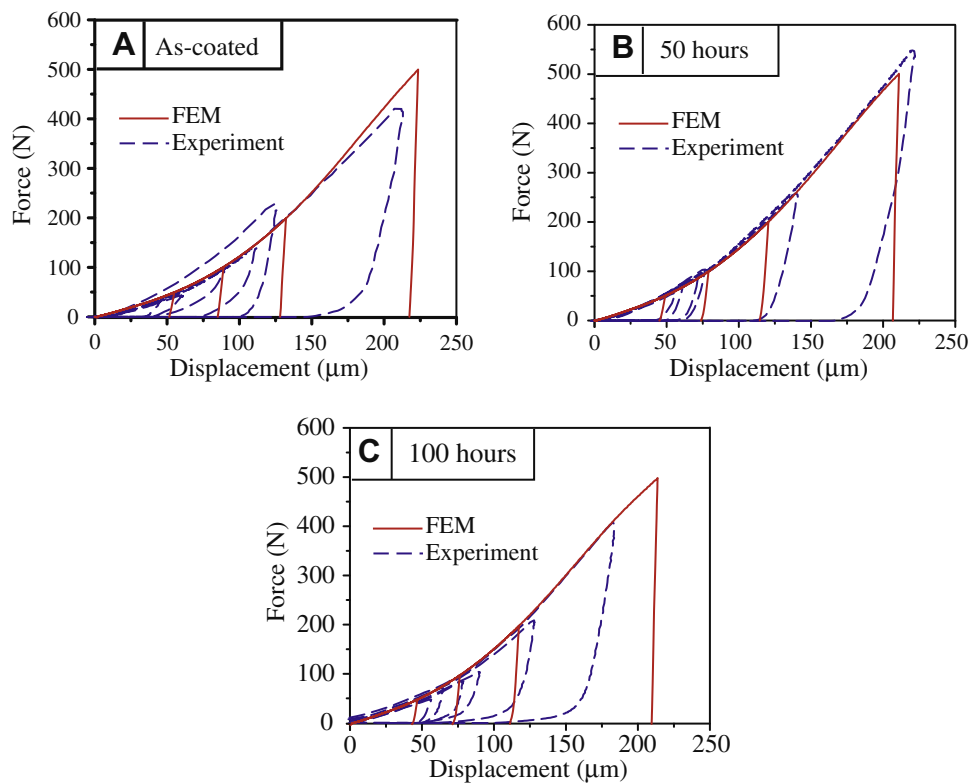 A As-coated
600
500
400
300
200
100
0
Force (N)
FEM
Experiment
0 50 100 150 200 250
Displacement (μm)
B 50 hours
600
500
400
300
200
100
0
Force (N)
FEM
Experiment
0 50 100 150 200 250
Displacement (μm)
C 100 hours
600
500
400
300
200
100
0
Force (N)
FEM
Experiment
0 50 100 150 200 250
Displacement (μm)